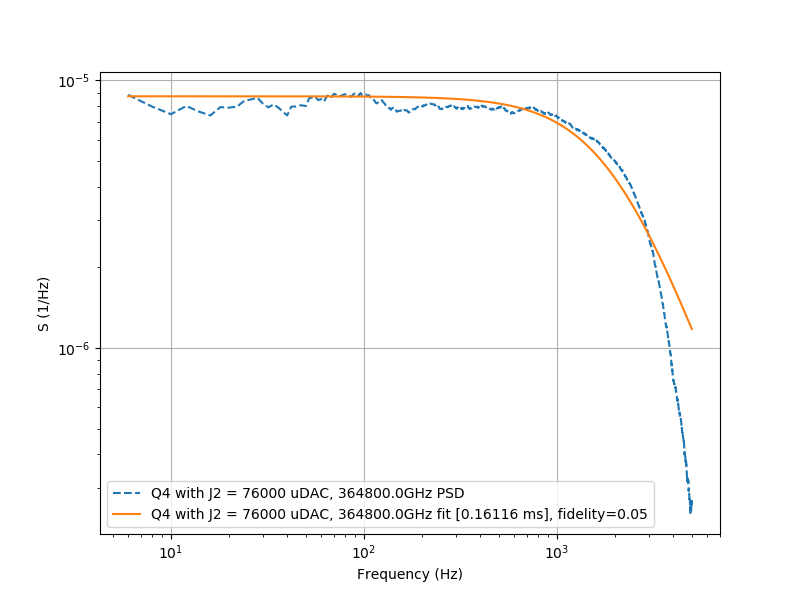 10⁻⁵
10⁻⁶
S (1/Hz)
Q4 with J2 = 76000 uDAC, 364800.0GHz PSD
Q4 with J2 = 76000 uDAC, 364800.0GHz fit [0.16116 ms], fidelity=0.05
10¹ 10² 10³
Frequency (Hz)